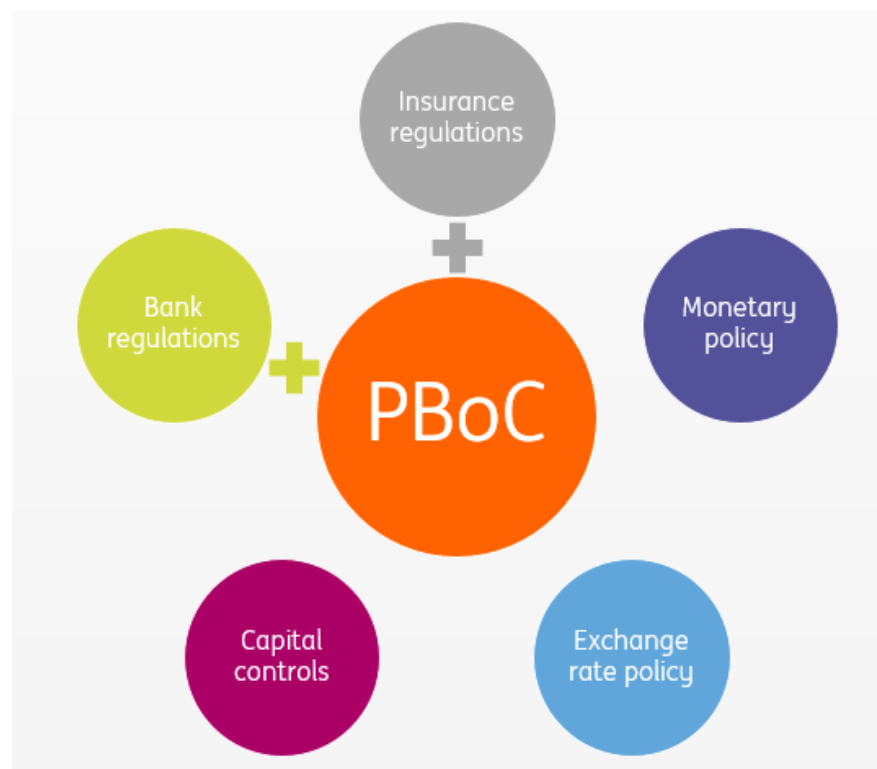 Insurance
regulations
Bank
regulations
Monetary
policy
PBoC
Capital
controls
Exchange
rate policy